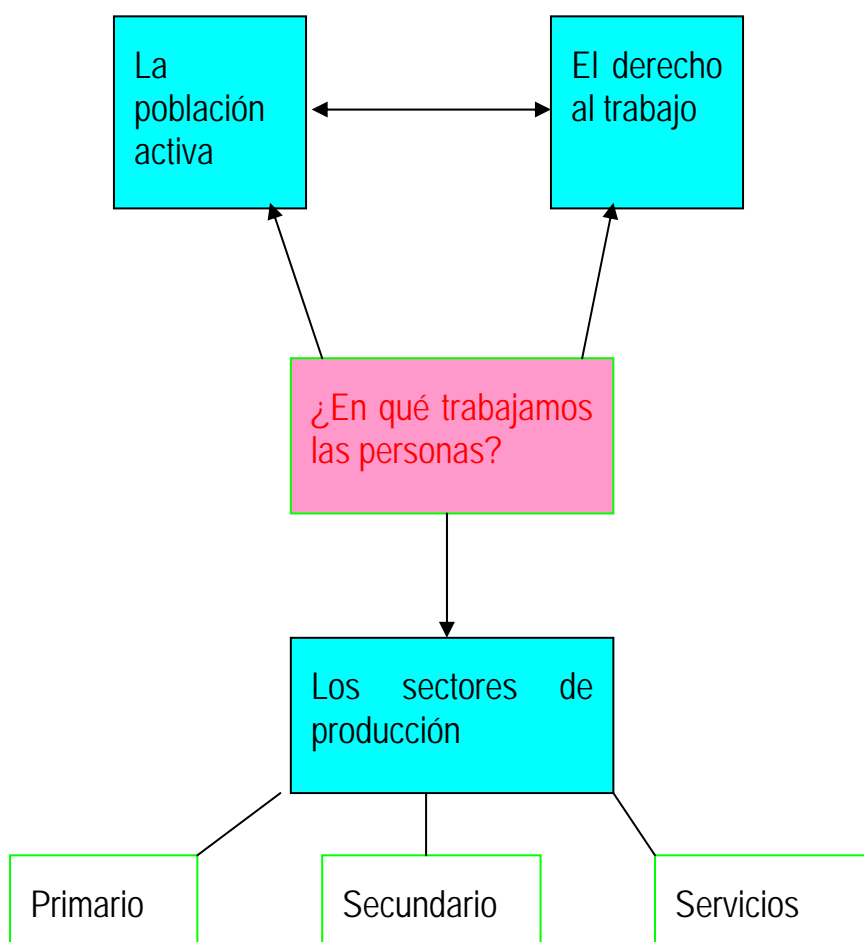 La
población
activa
El derecho
al trabajo
¿En qué trabajamos
las personas?
Los sectores de
producción
Primario
Secundario
Servicios